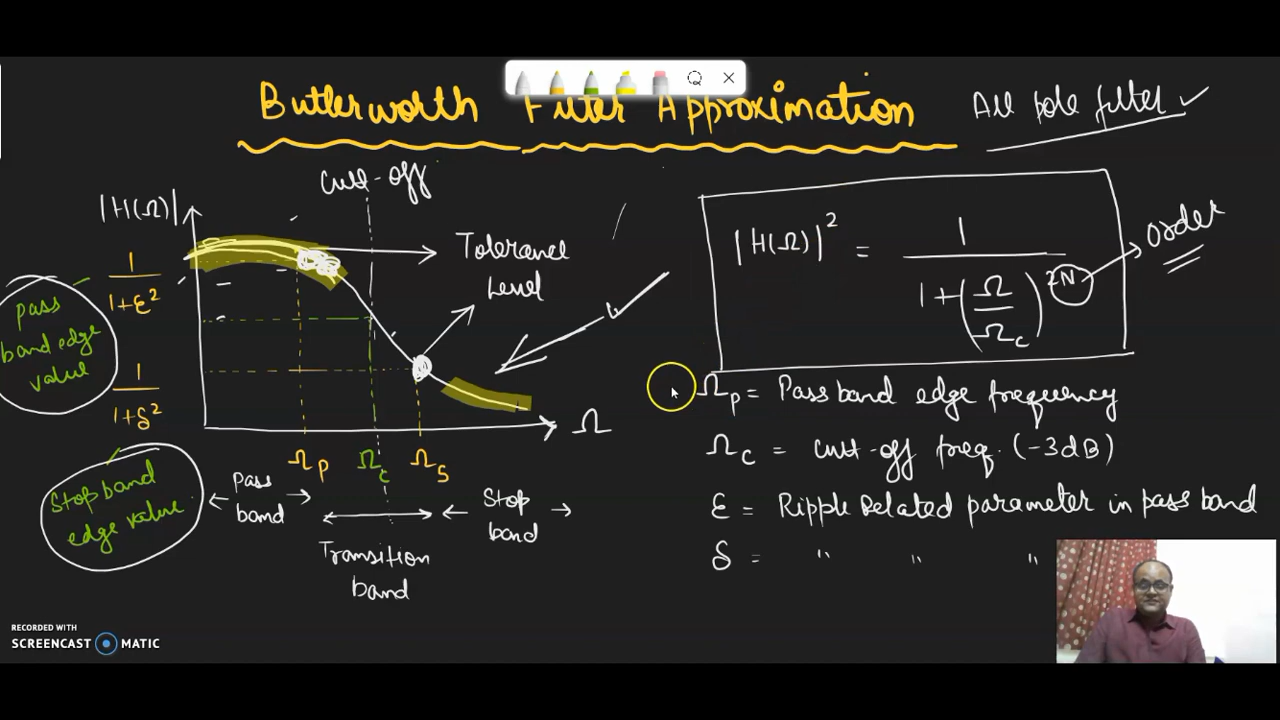 Butterworth Filter Approximation
All pole filter ✓
Cut-off
|H(Ω)|
Tolerance
Level
1/(1+ε²)
Pass
band edge
value
1/(1+δ²)
Stop band
edge value
Ω
Ωp Ωc Ωs
Pass
band
Transition
band
Stop
band
|H(Ω)|² = 1/(1+(Ω/Ωc)^2N)
order
Ωp = Pass band edge frequency
Ωc = cut-off freq. (-3dB)
ε = Ripple Related parameter in pass band
δ = " " "
RECORDED WITH
SCREENCAST MATIC